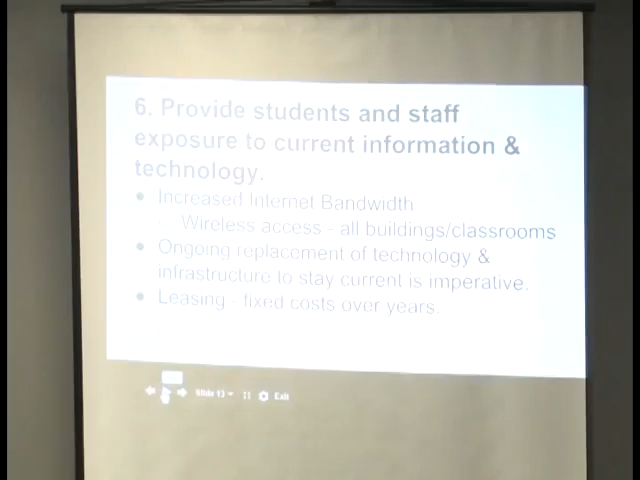 6. Provide students and staff
exposure to current information &
technology.
● Increased Internet Bandwidth
- Wireless access - all buildings/classrooms
● Ongoing replacement of technology &
infrastructure to stay current is imperative.
● Leasing - fixed costs over years.
Slide 13 Exit